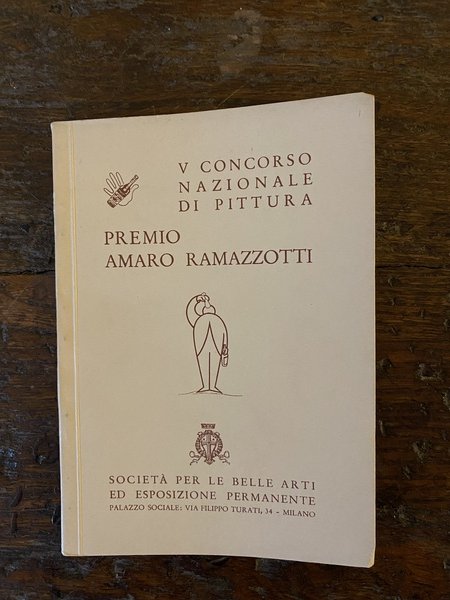 V CONCORSO
NAZIONALE
DI PITTURA
PREMIO
AMARO RAMAZZOTTI
SOCIETÀ PER LE BELLE ARTI
ED ESPOSIZIONE PERMANENTE
PALAZZO SOCIALE: VIA FILIPPO TURATI, 34 - MILANO